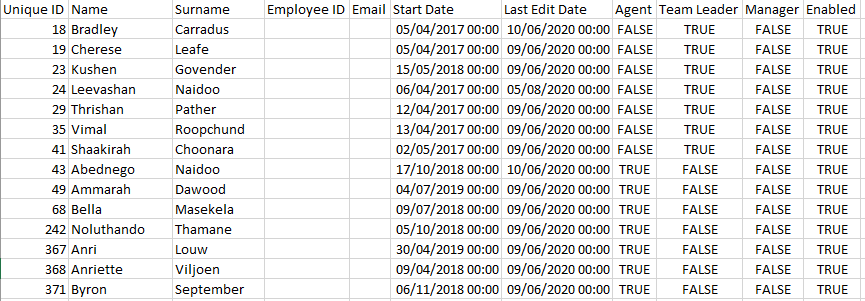 Unique ID Name Surname Employee ID Email Start Date Last Edit Date Agent Team Leader Manager Enabled
18 Bradley Carradus 05/04/2017 00:00 10/06/2020 00:00 FALSE TRUE FALSE TRUE
19 Cherese Leafe 05/04/2017 00:00 09/06/2020 00:00 FALSE TRUE FALSE TRUE
23 Kushen Govender 15/05/2018 00:00 09/06/2020 00:00 FALSE TRUE FALSE TRUE
24 Leevashan Naidoo 06/04/2017 00:00 05/08/2020 00:00 FALSE TRUE FALSE TRUE
29 Thrishan Pather 12/04/2017 00:00 09/06/2020 00:00 FALSE TRUE FALSE TRUE
35 Vimal Roopchund 13/04/2017 00:00 09/06/2020 00:00 FALSE TRUE FALSE TRUE
41 Shaakirah Choonara 02/05/2017 00:00 09/06/2020 00:00 FALSE TRUE FALSE TRUE
43 Abednego Naidoo 17/10/2018 00:00 10/06/2020 00:00 TRUE FALSE FALSE TRUE
49 Ammarah Dawood 04/07/2019 00:00 09/06/2020 00:00 TRUE FALSE FALSE TRUE
68 Bella Masekela 09/07/2018 00:00 09/06/2020 00:00 TRUE FALSE FALSE TRUE
242 Noluthando Thamane 05/10/2018 00:00 09/06/2020 00:00 TRUE FALSE FALSE TRUE
367 Anri Louw 30/04/2019 00:00 09/06/2020 00:00 TRUE FALSE FALSE TRUE
368 Anriette Viljoen 09/04/2018 00:00 09/06/2020 00:00 TRUE FALSE FALSE TRUE
371 Byron September 06/11/2018 00:00 09/06/2020 00:00 TRUE FALSE FALSE TRUE